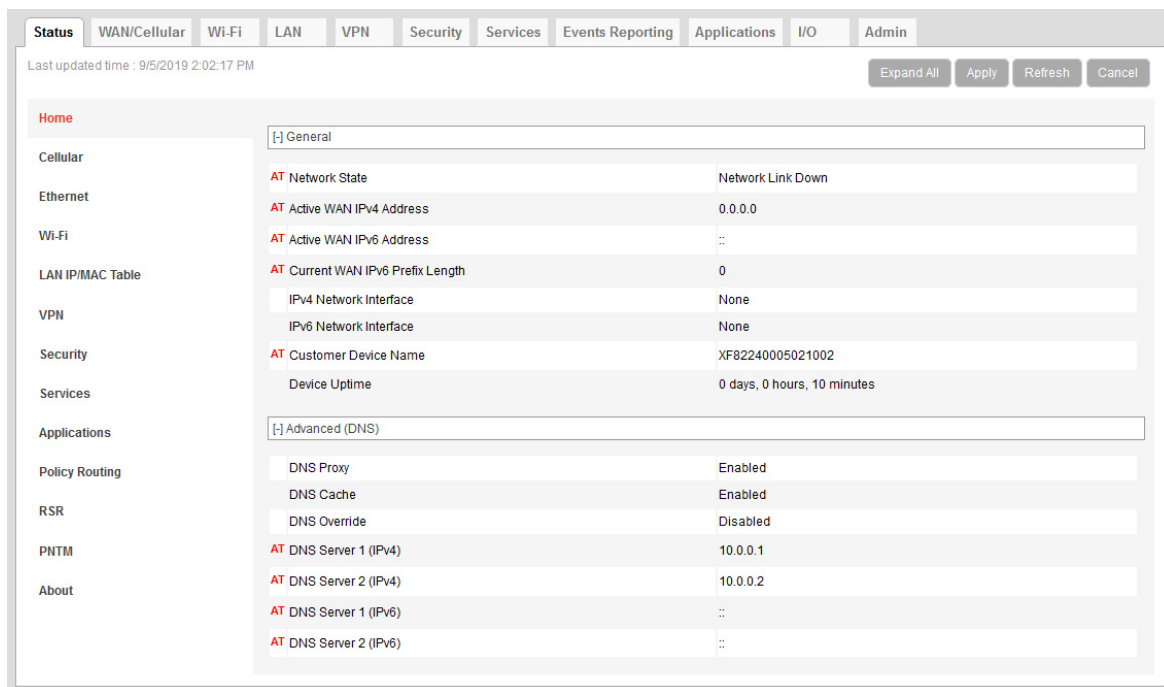 Status WAN/Cellular Wi-Fi LAN VPN Security Services Events Reporting Applications I/O Admin
Last updated time : 9/5/2019 2:02:17 PM
Expand All Apply Refresh Cancel
Home
Cellular
Ethernet
Wi-Fi
LAN IP/MAC Table
VPN
Security
Services
Applications
Policy Routing
RSR
PNTM
About
[-] General
AT Network State Network Link Down
AT Active WAN IPv4 Address 0.0.0.0
AT Active WAN IPv6 Address ::
AT Current WAN IPv6 Prefix Length 0
IPv4 Network Interface None
IPv6 Network Interface None
AT Customer Device Name XF82240005021002
Device Uptime 0 days, 0 hours, 10 minutes
[-] Advanced (DNS)
DNS Proxy Enabled
DNS Cache Enabled
DNS Override Disabled
AT DNS Server 1 (IPv4) 10.0.0.1
AT DNS Server 2 (IPv4) 10.0.0.2
AT DNS Server 1 (IPv6) ::
AT DNS Server 2 (IPv6) ::